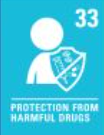 33
PROTECTION FROM
HARMFUL DRUGS